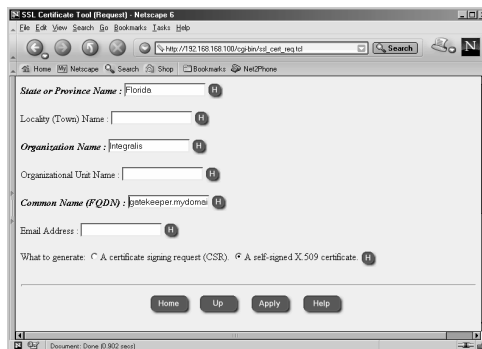 SSL Certificate Tool [Request] - Netscape 6
File Edit View Search Go Bookmarks Tasks Help
http://192.168.168.100/cgi-bin/ssl_cert_req.tcl Search N
Home My Netscape Search Shop Bookmarks Net2Phone
State or Province Name : Florida H
Locality (Town) Name : H
Organization Name : Integralis H
Organizational Unit Name : H
Common Name (FQDN) : gatekeeper.mydomai H
Email Address : H
What to generate: A certificate signing request (CSR). A self-signed X.509 certificate. H
Home Up Apply Help
Document: Done (0.902 secs)